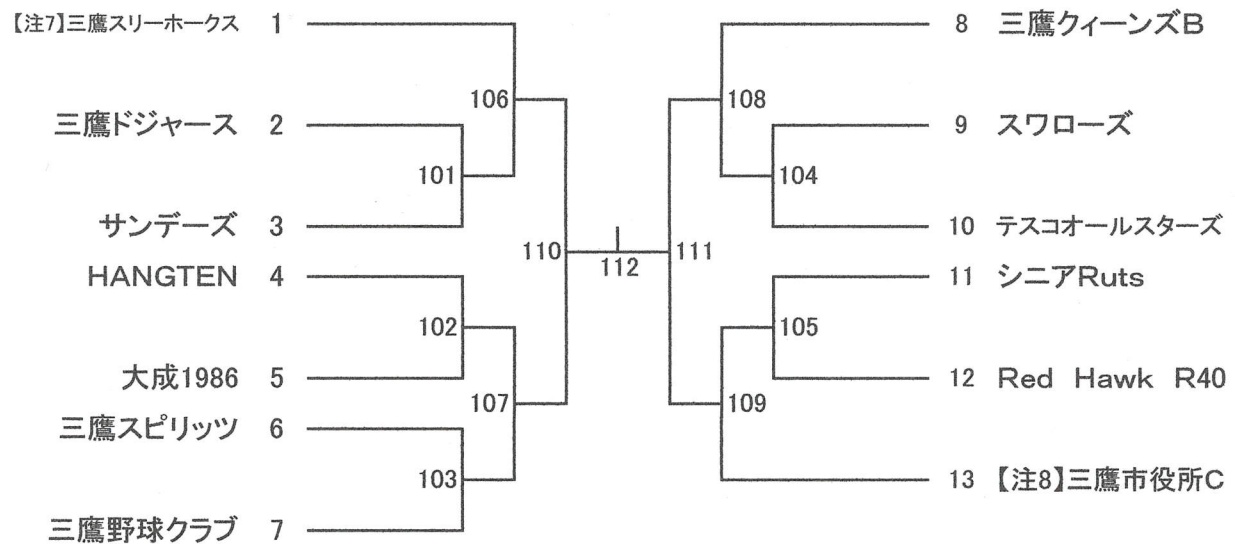 【注7】三鷹スリーホークス 1
三鷹ドジャース 2
サンデーズ 3
HANGTEN 4
大成1986 5
三鷹スピリッツ 6
三鷹野球クラブ 7
106
101
102
107
103
110
112
111
108
104
105
109
8 三鷹クィーンズB
9 スワローズ
10 テスコオールスターズ
11 シニアRuts
12 Red Hawk R40
13 【注8】三鷹市役所C